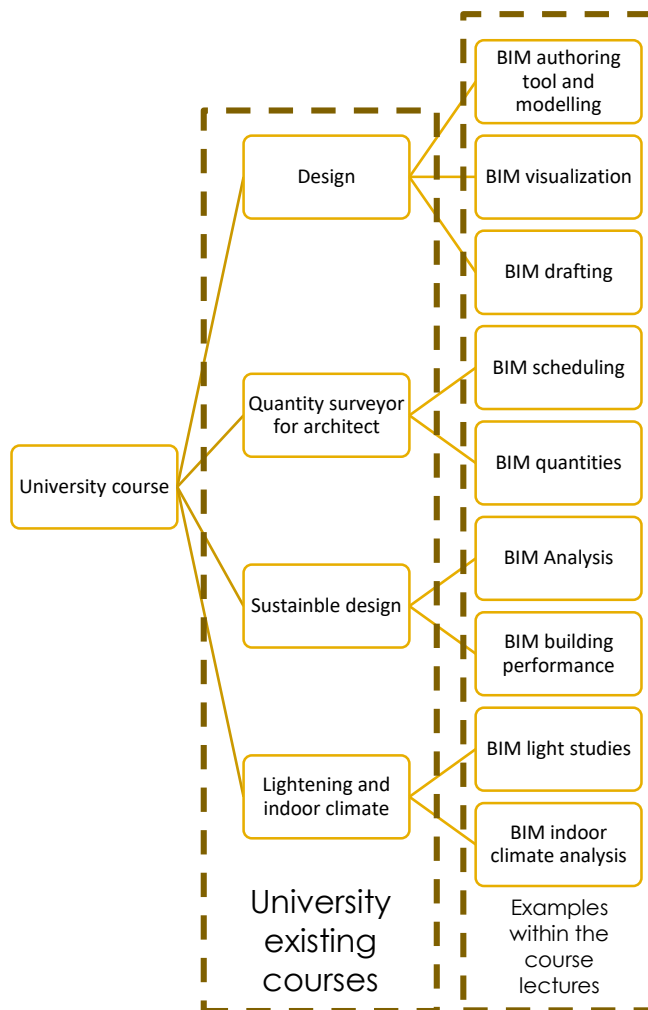 University course
Design
Quantity surveyor
for architect
Sustainble design
Lightening and
indoor climate
University
existing
courses
BIM authoring
tool and
modelling
BIM visualization
BIM drafting
BIM scheduling
BIM quantities
BIM Analysis
BIM building
performance
BIM light studies
BIM indoor
climate analysis
Examples
within the
course
lectures